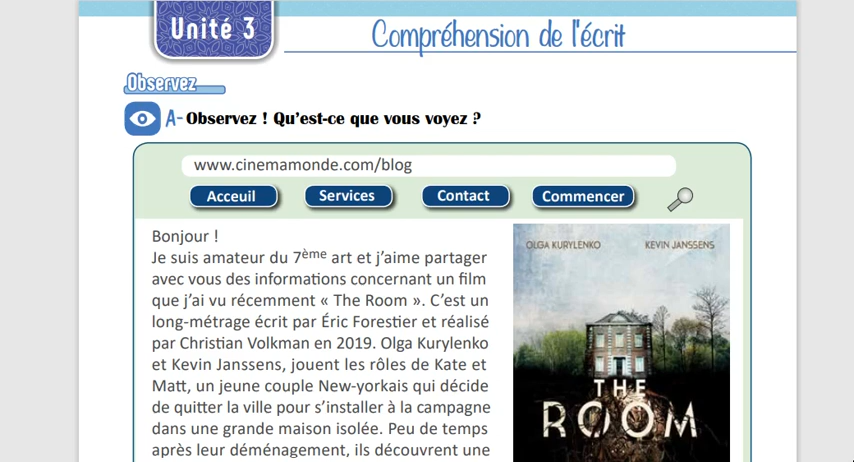 Unité 3
Compréhension de l'écrit
Observez
A- Observez ! Qu'est-ce que vous voyez ?
www.cinemamonde.com/blog
Acceuil Services Contact Commencer
Bonjour !
Je suis amateur du 7ème art et j'aime partager
avec vous des informations concernant un film
que j'ai vu récemment « The Room ». C'est un
long-métrage écrit par Éric Forestier et réalisé
par Christian Volkman en 2019. Olga Kurylenko
et Kevin Janssens, jouent les rôles de Kate et
Matt, un jeune couple New-yorkais qui décide
de quitter la ville pour s'installer à la campagne
dans une grande maison isolée. Peu de temps
après leur déménagement, ils découvrent une
OLGA KURYLENKO KEVIN JANSSENS
THE
ROOM